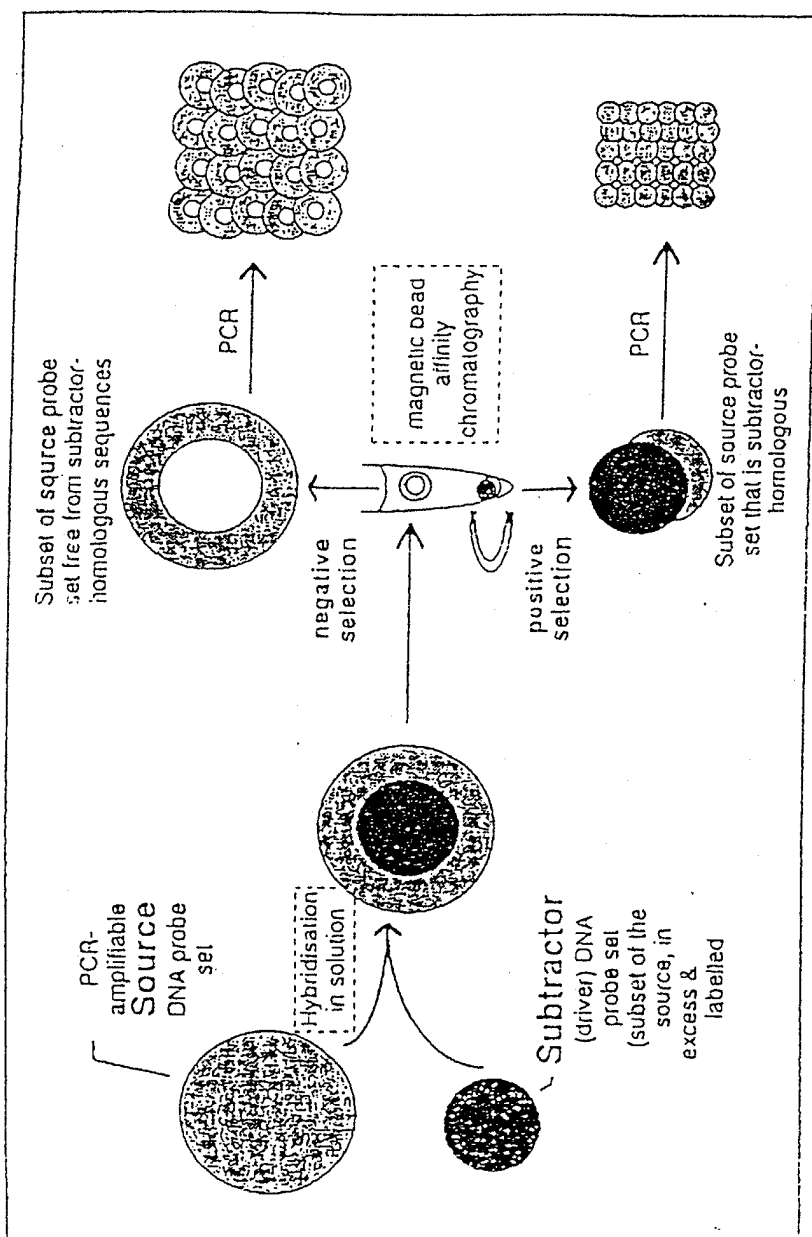 PCR-
amplifiable
Source
DNA probe
set
Hybridisation
in solution
Subtractor
(driver) DNA
probe set
(subset of the
source, in
excess &
labelled
Subset of source probe
set free from subtractor-
homologous sequences
negative
selection
positive
selection
magnetic bead
affinity
chromatography
PCR
PCR
Subset of source probe
set that is subtractor-
homologous